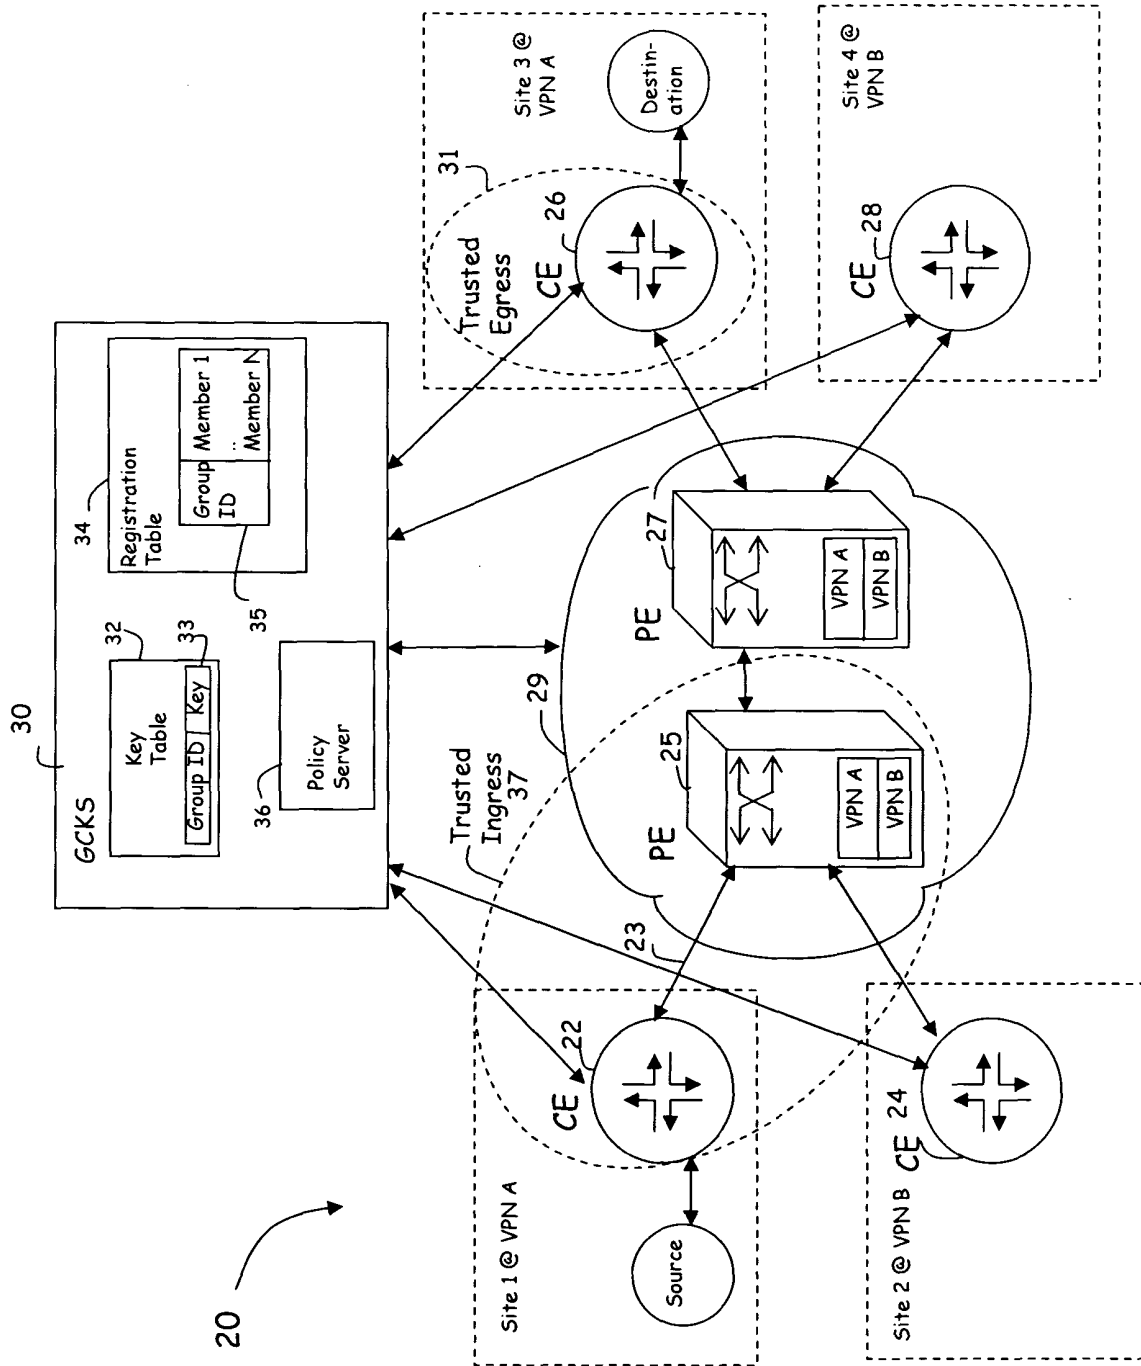 20
30
GCKS
Key
Table
32
33
Group ID
Key
34
Registration
Table
Group
ID
Member 1
..
Member N
35
36
Policy
Server
Site 1 @ VPN A
Source
CE
22
23
Trusted
Ingress
37
Site 2 @ VPN B
CE
24
29
PE
25
VPN A
VPN B
PE
27
VPN A
VPN B
Site 3 @
VPN A
31
Trusted
Egress
CE
26
Destin-
ation
Site 4 @
VPN B
CE
28